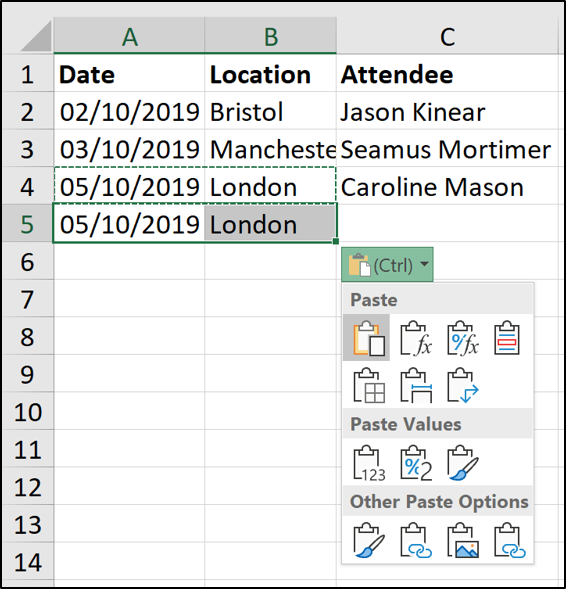 A B C
1 Date Location Attendee
2 02/10/2019 Bristol Jason Kinear
3 03/10/2019 Mancheste Seamus Mortimer
4 05/10/2019 London Caroline Mason
5 05/10/2019 London
6 (Ctrl)
7 Paste
8 fx %fx
9
10
11 Paste Values
12 123 %2
13 Other Paste Options
14